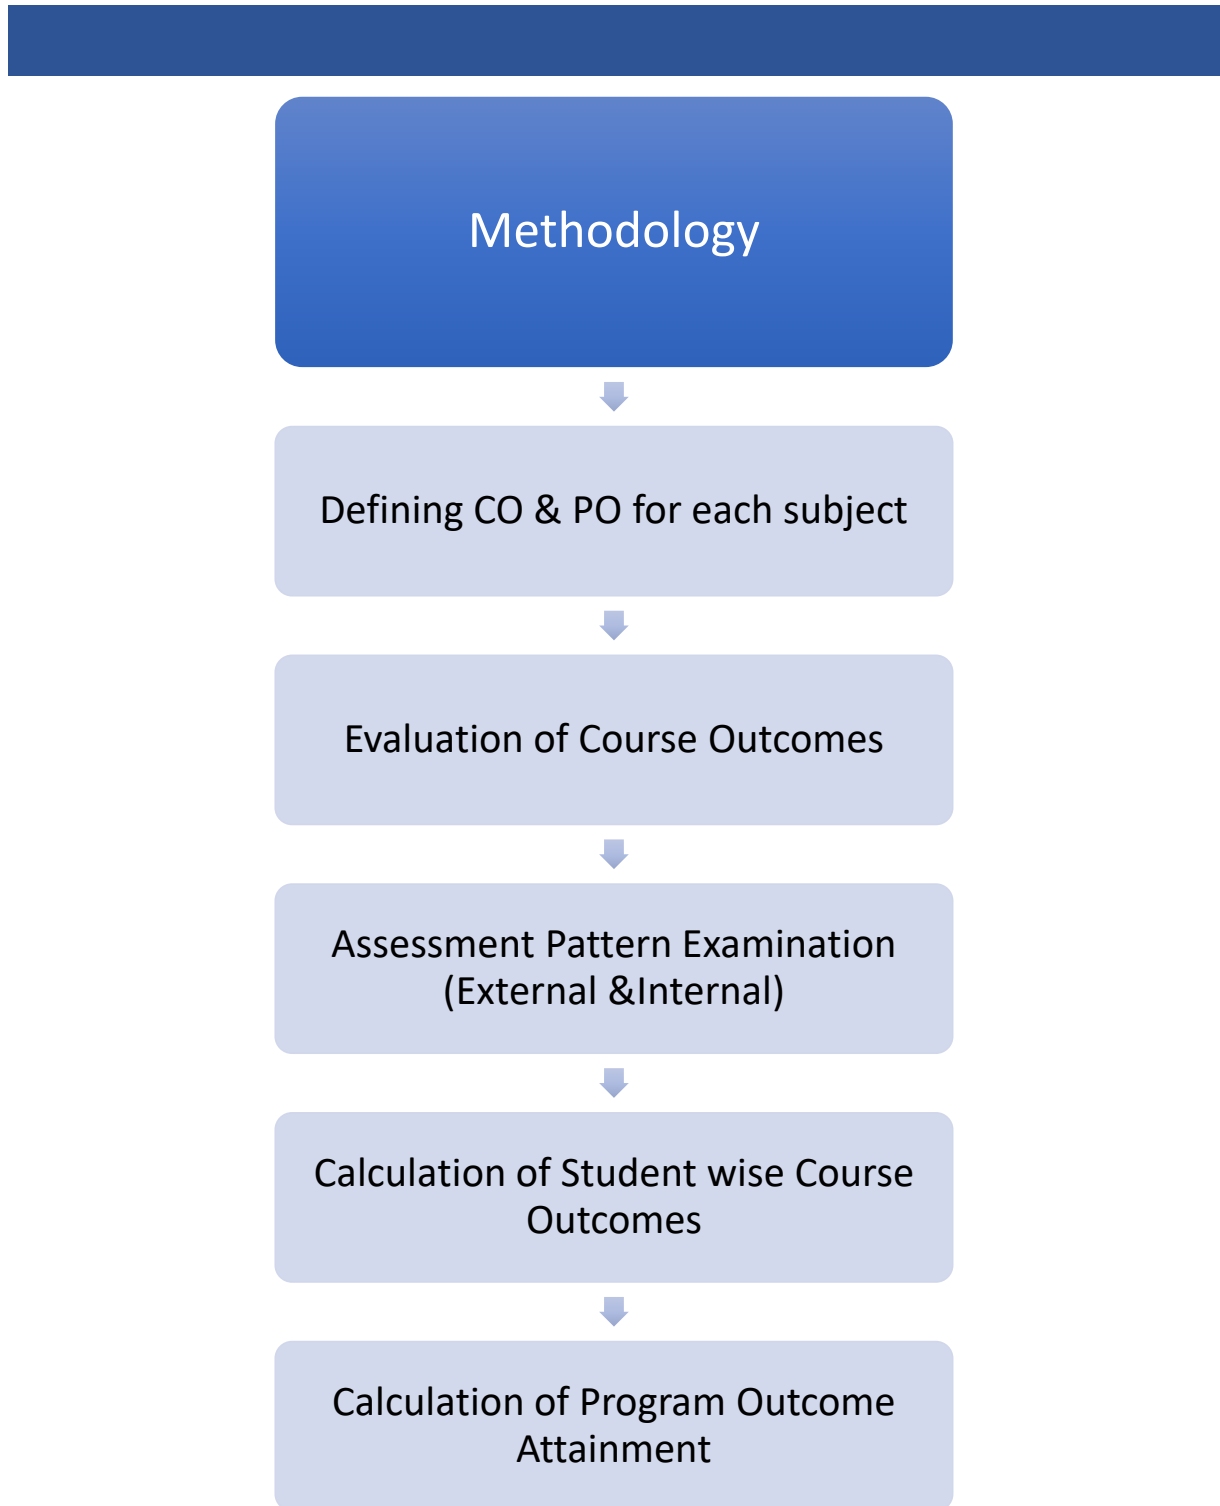 Methodology
Defining CO & PO for each subject
Evaluation of Course Outcomes
Assessment Pattern Examination
(External &Internal)
Calculation of Student wise Course
Outcomes
Calculation of Program Outcome
Attainment